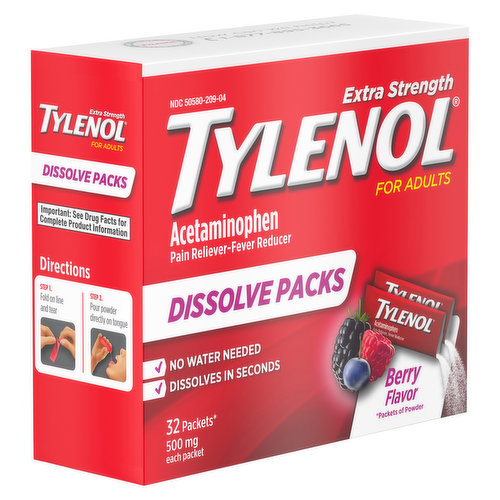 Extra Strength
TYLENOL®
FOR ADULTS
DISSOLVE PACKS
Important: See Drug Facts for
Complete Product Information
Directions
STEP 1.
Fold on line
and tear
STEP 2.
Pour powder
directly on tongue
NDC 50580-209-04
Extra Strength
TYLENOL®
FOR ADULTS
Acetaminophen
Pain Reliever-Fever Reducer
DISSOLVE PACKS
NO WATER NEEDED
DISSOLVES IN SECONDS
32 Packets*
500 mg
each packet
TYLENOL
TYLENOL
Acetaminophen
Berry
Flavor
*Packets of Powder